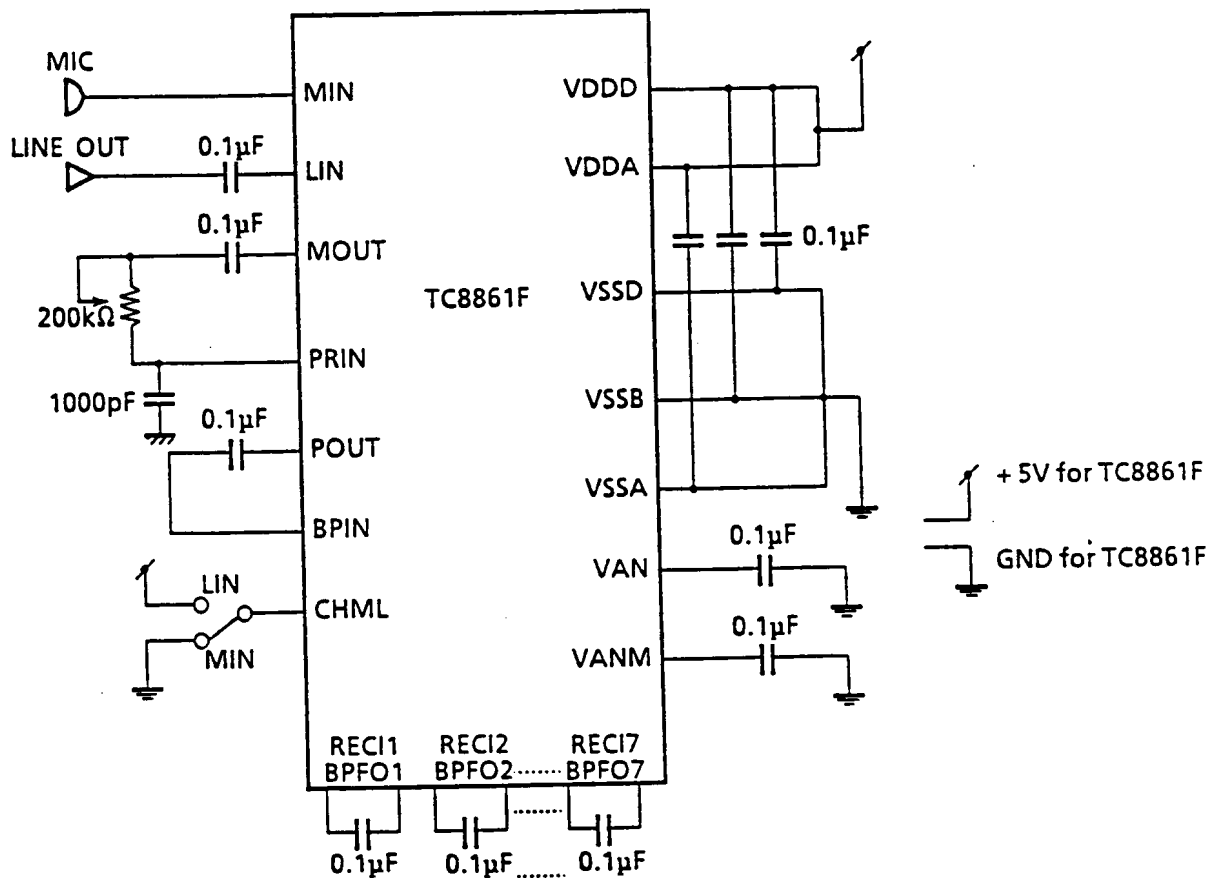 MIC
MIN
LINE OUT
0.1μF
LIN
0.1μF
MOUT
200kΩ
PRIN
1000pF
0.1μF
POUT
BPIN
LIN
CHML
MIN
TC8861F
VDDD
VDDA
0.1μF
VSSD
VSSB
VSSA
0.1μF
VAN
0.1μF
VANM
+ 5V for TC8861F
GND for TC8861F
RECI1 RECI2 RECI7
BPFO1 BPFO2 ........ BPFO7
........
0.1μF 0.1μF ........ 0.1μF